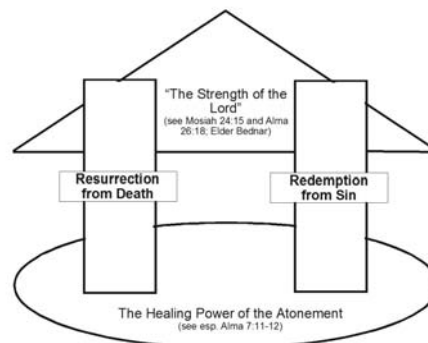 “The Strength of the
Lord”
(see Mosiah 24:15 and Alma
26:18; Elder Bednar)
Resurrection
from Death
Redemption
from Sin
The Healing Power of the Atonement
(see esp. Alma 7:11-12)